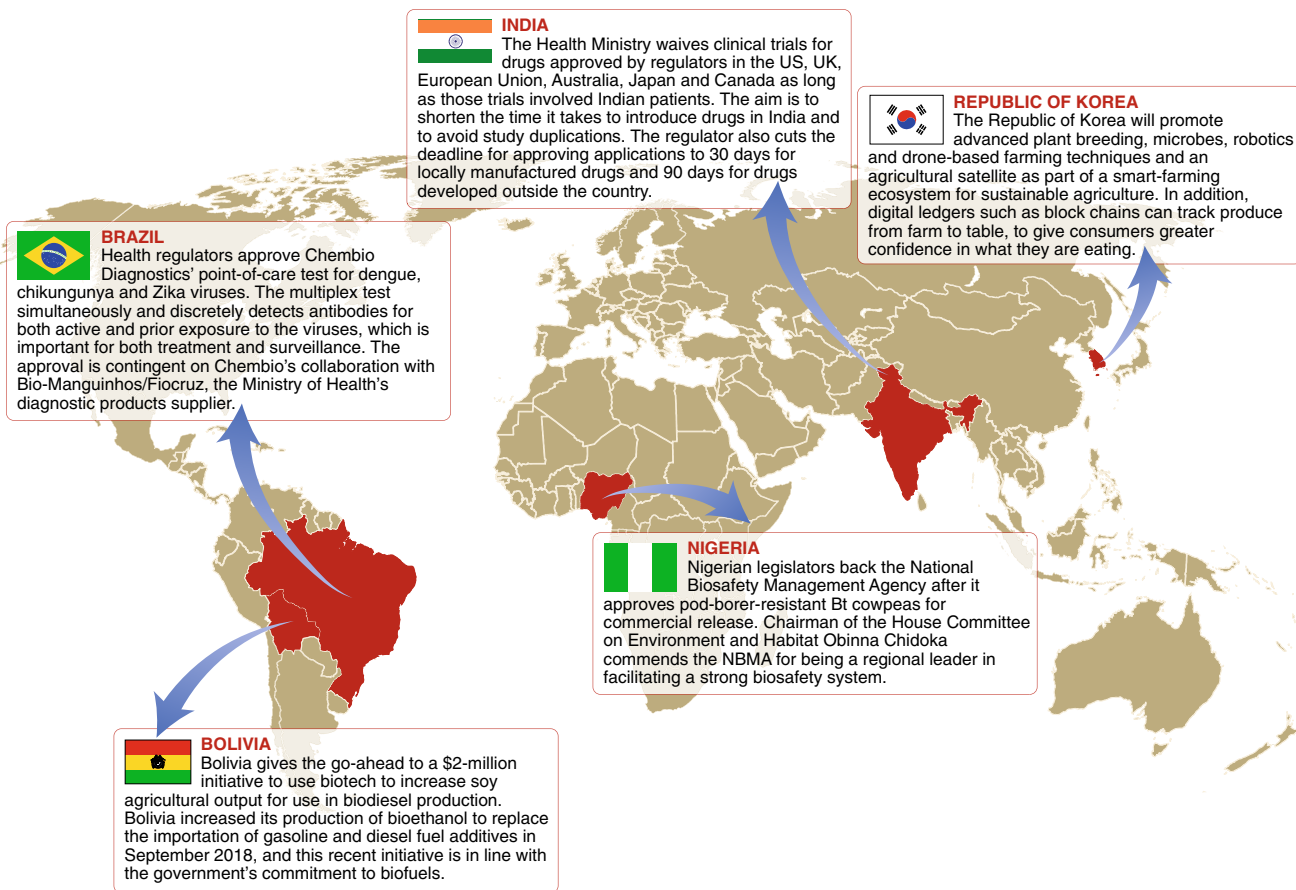 INDIA
The Health Ministry waives clinical trials for
drugs approved by regulators in the US, UK,
European Union, Australia, Japan and Canada as long
as those trials involved Indian patients. The aim is to
shorten the time it takes to introduce drugs in India and
to avoid study duplications. The regulator also cuts the
deadline for approving applications to 30 days for
locally manufactured drugs and 90 days for drugs
developed outside the country.
REPUBLIC OF KOREA
The Republic of Korea will promote
advanced plant breeding, microbes, robotics
and drone-based farming techniques and an
agricultural satellite as part of a smart-farming
ecosystem for sustainable agriculture. In addition,
digital ledgers such as block chains can track produce
from farm to table, to give consumers greater
confidence in what they are eating.
BRAZIL
Health regulators approve Chembio
Diagnostics' point-of-care test for dengue,
chikungunya and Zika viruses. The multiplex test
simultaneously and discretely detects antibodies for
both active and prior exposure to the viruses, which is
important for both treatment and surveillance. The
approval is contingent on Chembio's collaboration with
Bio-Manguinhos/Fiocruz, the Ministry of Health's
diagnostic products supplier.
NIGERIA
Nigerian legislators back the National
Biosafety Management Agency after it
approves pod-borer-resistant Bt cowpeas for
commercial release. Chairman of the House Committee
on Environment and Habitat Obinna Chidoka
commends the NBMA for being a regional leader in
facilitating a strong biosafety system.
BOLIVIA
Bolivia gives the go-ahead to a $2-million
initiative to use biotech to increase soy
agricultural output for use in biodiesel production.
Bolivia increased its production of bioethanol to replace
the importation of gasoline and diesel fuel additives in
September 2018, and this recent initiative is in line with
the government's commitment to biofuels.